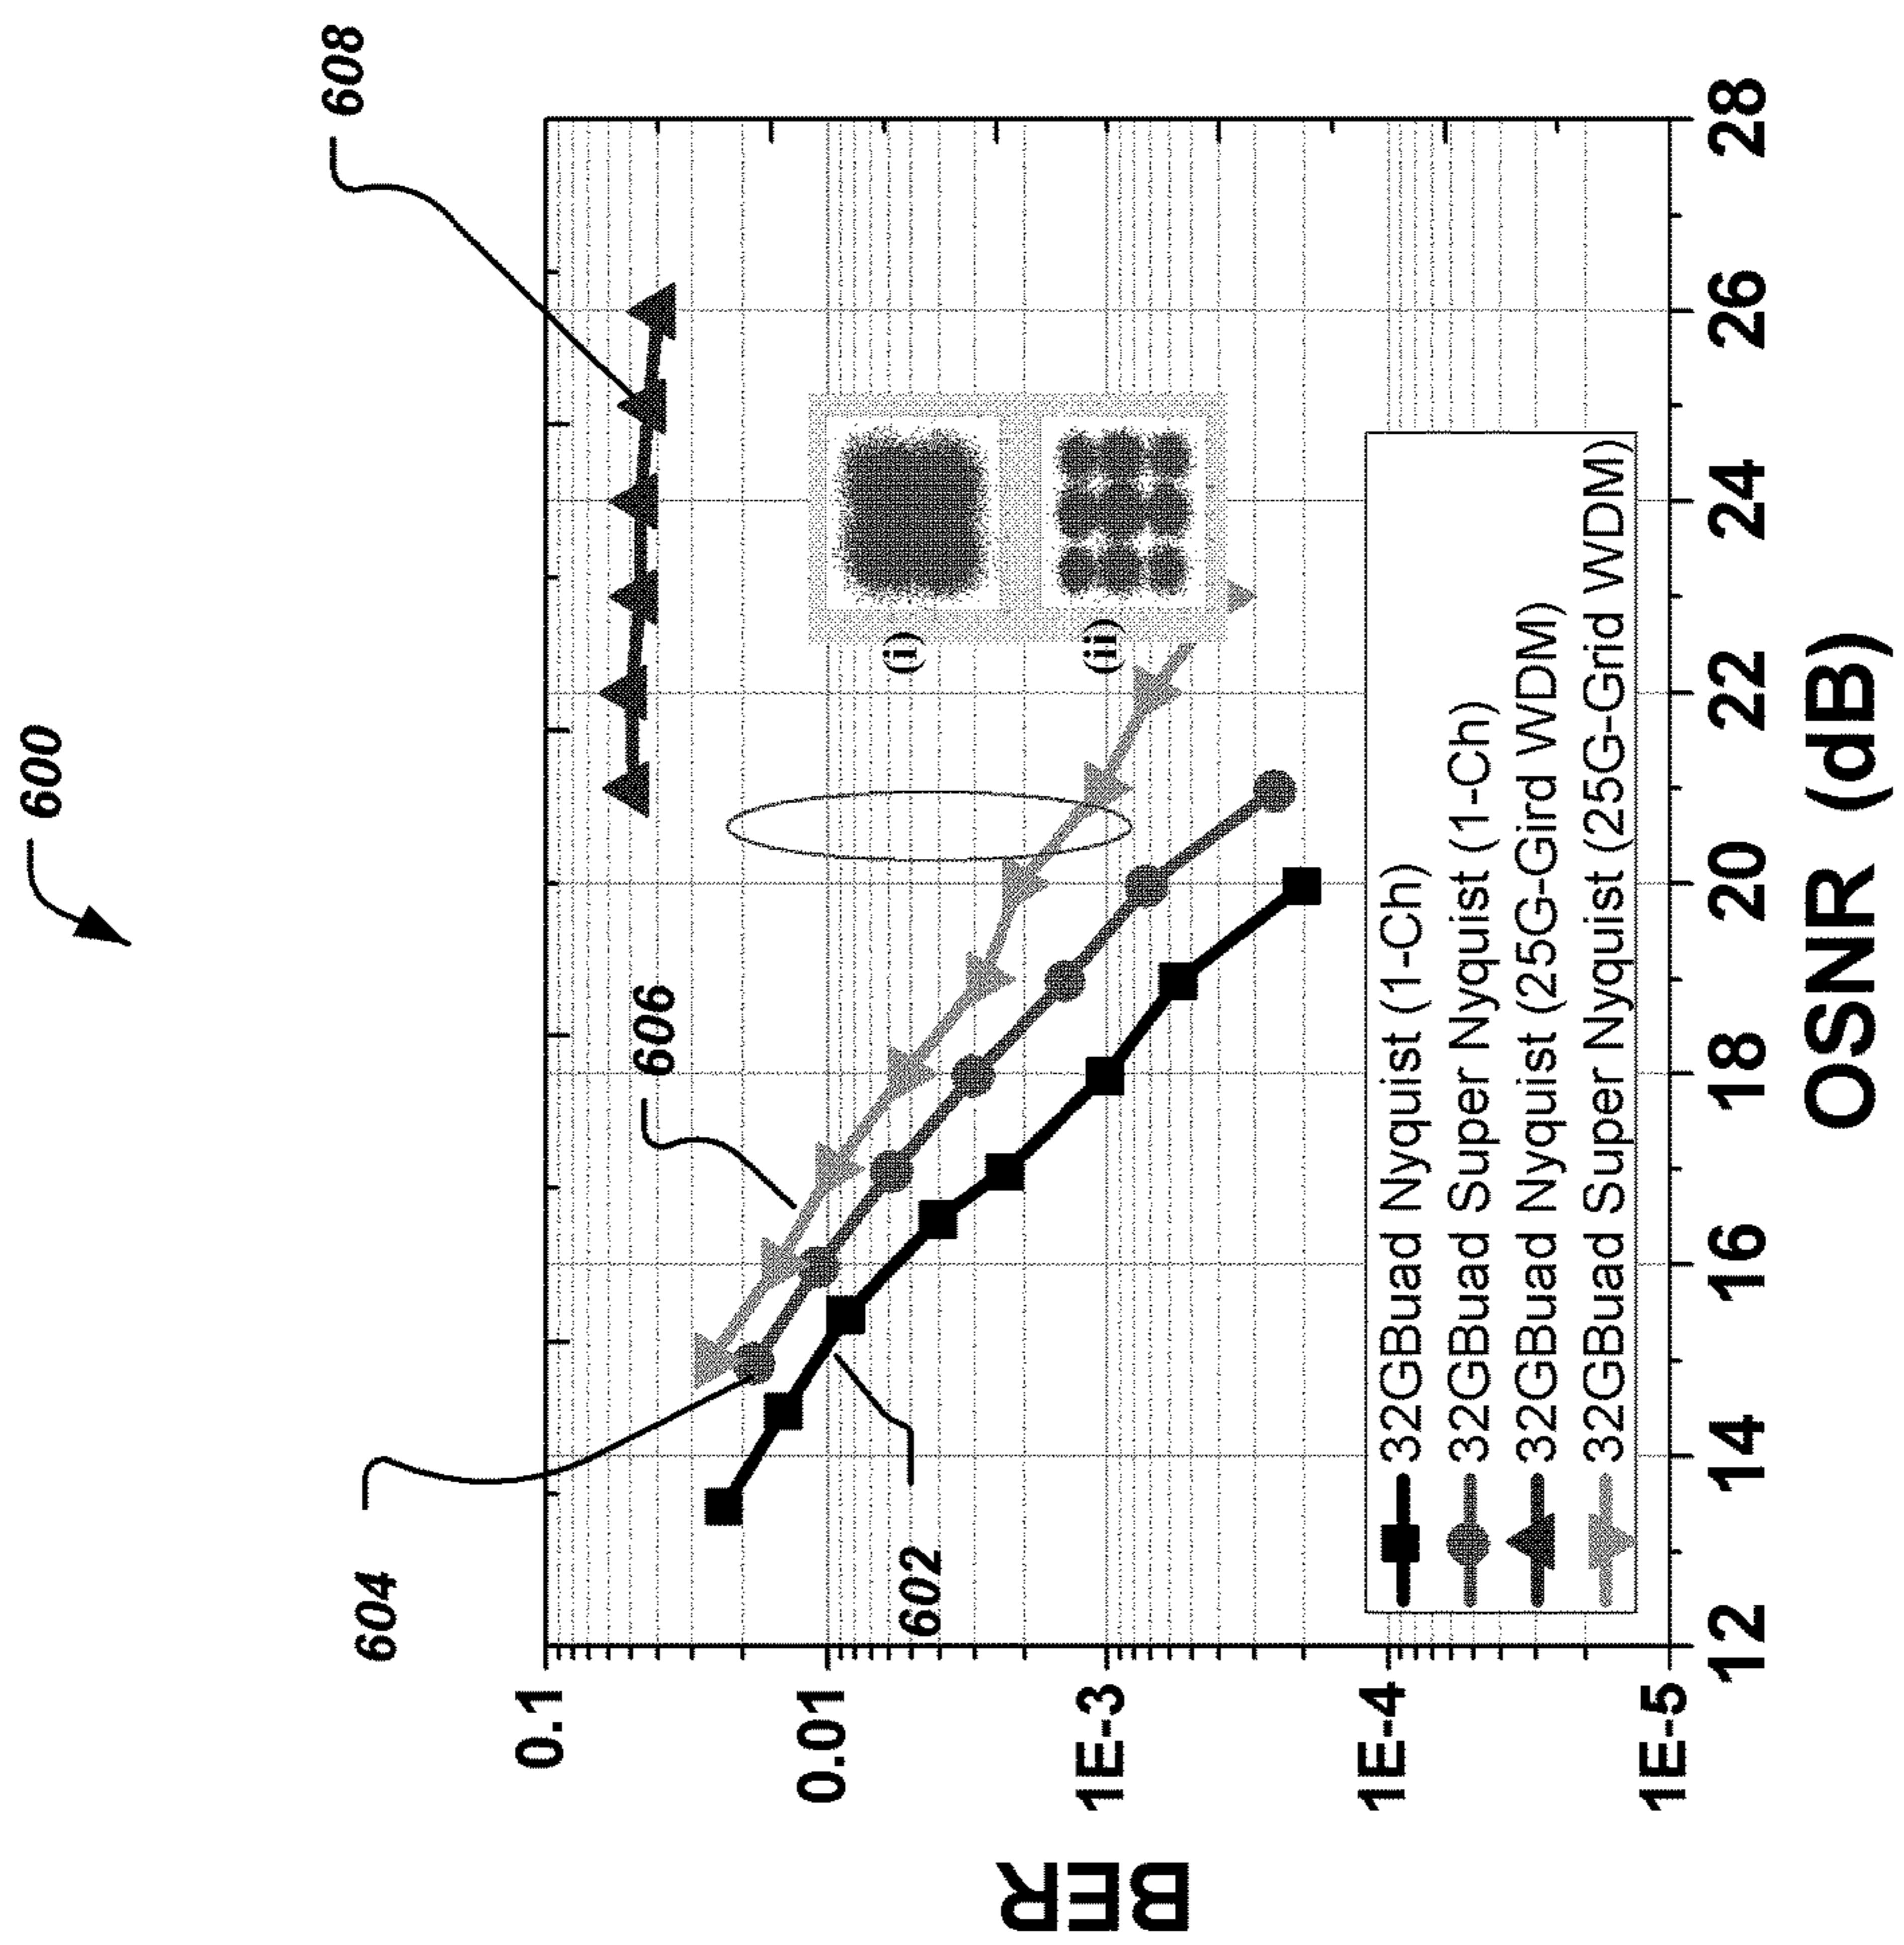 600
608
606
604
602
0.1
0.01
1E-3
1E-4
1E-5
BER
(i)
(ii)
32GBuad Nyquist (1-Ch)
32GBuad Super Nyquist (1-Ch)
32GBuad Nyquist (25G-Gird WDM)
32GBuad Super Nyquist (25G-Grid WDM)
12 14 16 18 20 22 24 26 28
OSNR (dB)